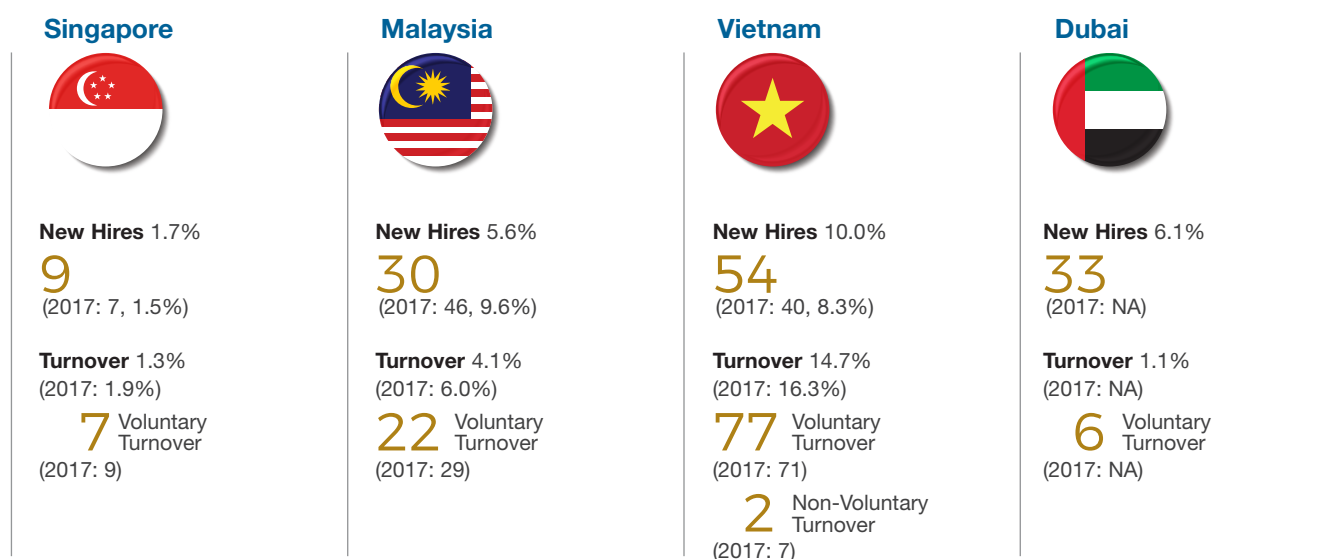 Singapore
New Hires 1.7%
9
(2017: 7, 1.5%)
Turnover 1.3%
(2017: 1.9%)
7 Voluntary
Turnover
(2017: 9)
Malaysia
New Hires 5.6%
30
(2017: 46, 9.6%)
Turnover 4.1%
(2017: 6.0%)
22 Voluntary
Turnover
(2017: 29)
Vietnam
New Hires 10.0%
54
(2017: 40, 8.3%)
Turnover 14.7%
(2017: 16.3%)
77 Voluntary
Turnover
(2017: 71)
2 Non-Voluntary
Turnover
(2017: 7)
Dubai
New Hires 6.1%
33
(2017: NA)
Turnover 1.1%
(2017: NA)
6 Voluntary
Turnover
(2017: NA)